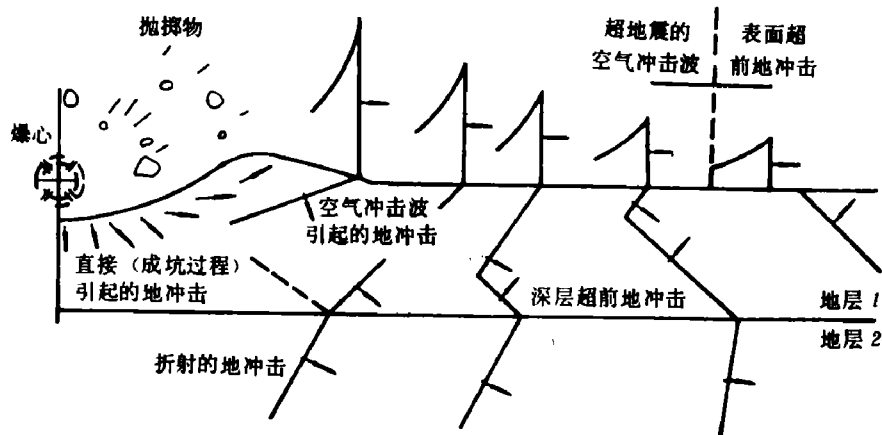 抛掷物
超地震的
空气冲击波
表面超
前地冲击
爆心
空气冲击波
引起的地冲击
直接（成坑过程）
引起的地冲击
深层超前地冲击
地层 1
地层 2
折射的地冲击